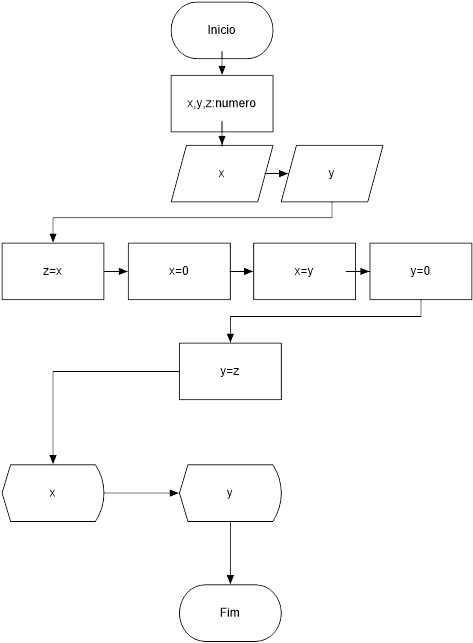 Inicio
x,y,z:numero
x
y
z=x
x=0
x=y
y=0
y=z
x
y
Fim